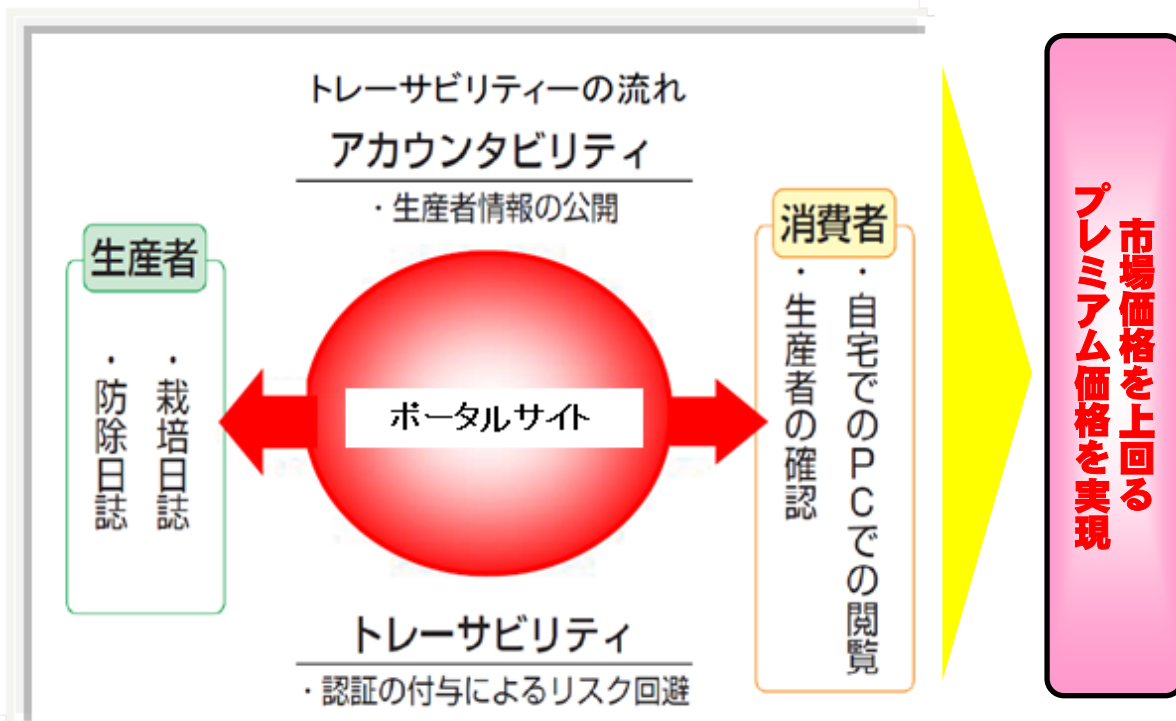 トレーサビリティーの流れ
アカウンタビリティ
・生産者情報の公開
生産者
・栽培日誌
・防除日誌
ポータルサイト
消費者
・自宅でのPCでの閲覧
・生産者の確認
トレーサビリティ
・認証の付与によるリスク回避
市場価格を上回る
プレミアム価格を実現